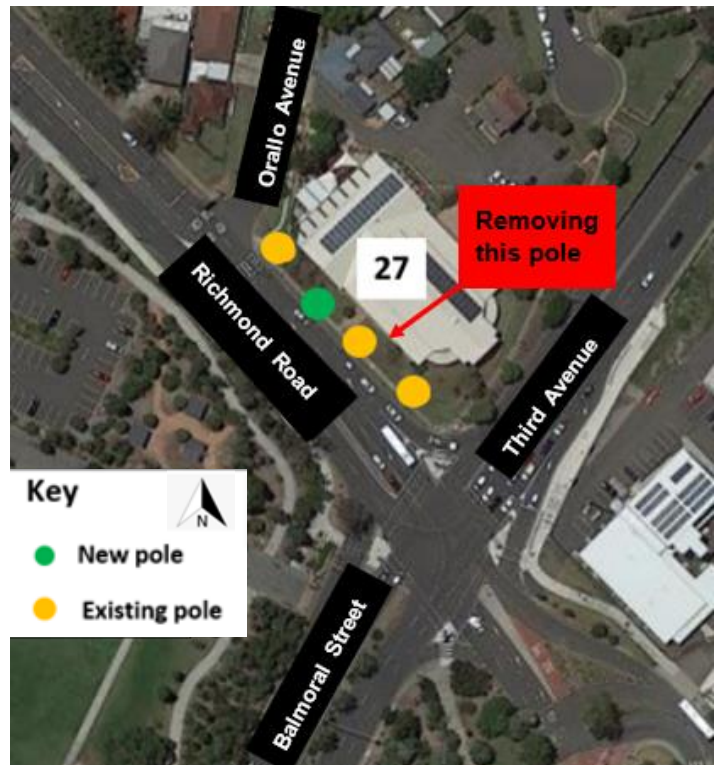 Orallo Avenue
Removing
this pole
27
Richmond Road
Third Avenue
Key
N
New pole
Existing pole
Balmoral Street